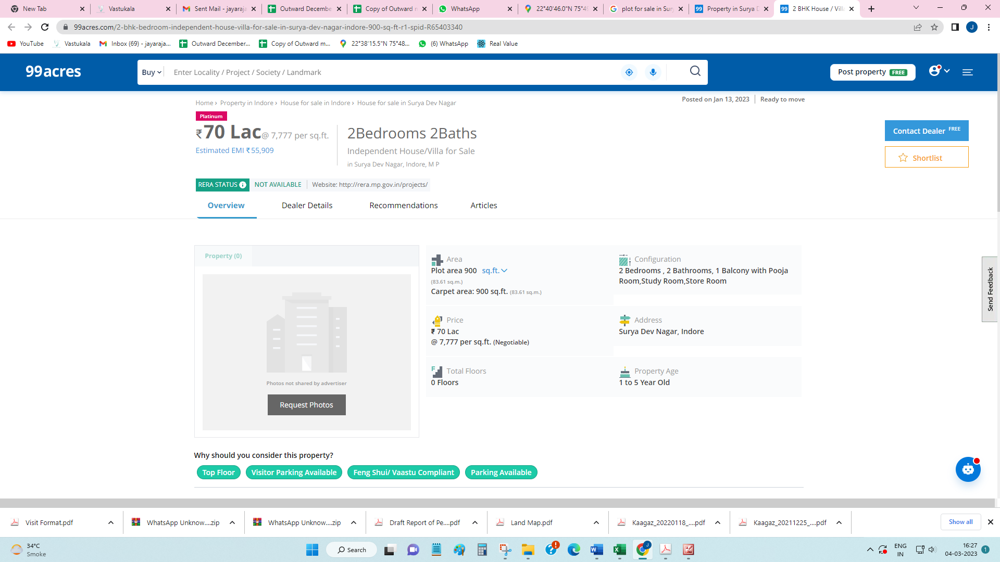 New Tab
Vastukala
Sent Mail - jayaraja
Outward Decembe
Copy of Outward m
WhatsApp
22°40'46.0"N 75°49
plot for sale in Sur
Property in Surya D
2 BHK House / Villa
99acres.com/2-bhk-bedroom-independent-house-villa-for-sale-in-surya-dev-nagar-indore-900-sq-ft-r1-spid-R65403340
J
YouTube
Vastukala
Inbox (69) - jayaraja...
Outward December...
Copy of Outward m...
22°38'15.5"N 75°48...
(6) WhatsApp
Real Value
99acres
Buy
Enter Locality / Project / Society / Landmark
Post property FREE
Home › Property in Indore › House for sale in Indore › House for sale in Surya Dev Nagar
Posted on Jan 13, 2023 | Ready to move
Platinum
₹70 Lac@ 7,777 per sq.ft.
Estimated EMI ₹55,909
2Bedrooms 2Baths
Independent House/Villa for Sale
in Surya Dev Nagar, Indore, M P
Contact Dealer FREE
Shortlist
RERA STATUS i NOT AVAILABLE | Website: http://rera.mp.gov.in/projects/
Overview
Dealer Details
Recommendations
Articles
Property (0)
Photos not shared by advertiser
Request Photos
Area
Plot area 900 sq.ft.
(83.61 sq.m.)
Carpet area: 900 sq.ft. (83.61 sq.m.)
Configuration
2 Bedrooms , 2 Bathrooms, 1 Balcony with Pooja
Room,Study Room,Store Room
Price
₹ 70 Lac
@ 7,777 per sq.ft. (Negotiable)
Address
Surya Dev Nagar, Indore
Total Floors
0 Floors
Property Age
1 to 5 Year Old
Send Feedback
Why should you consider this property?
Top Floor
Visitor Parking Available
Feng Shui/ Vaastu Compliant
Parking Available
Visit Format.pdf
WhatsApp Unknow....zip
WhatsApp Unknow....zip
Draft Report of Pe....pdf
Land Map.pdf
Kaagaz_20220118_....pdf
Kaagaz_20211225_....pdf
Show all
34°C
Smoke
Search
ENG
IN
16:27
04-03-2023
1